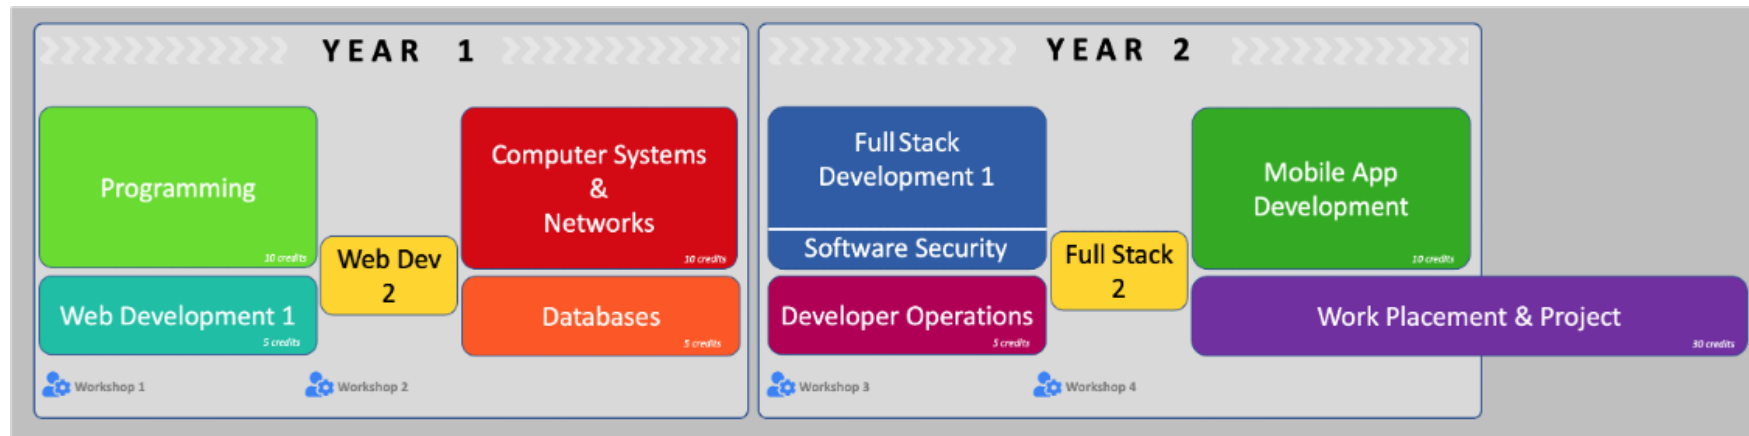 YEAR 1
Programming
10 credits
Web Development 1
5 credits
Web Dev
2
Computer Systems
&
Networks
10 credits
Databases
5 credits
Workshop 1
Workshop 2
YEAR 2
Full Stack
Development 1
Software Security
Developer Operations
5 credits
Full Stack
2
Mobile App
Development
10 credits
Work Placement & Project
30 credits
Workshop 3
Workshop 4